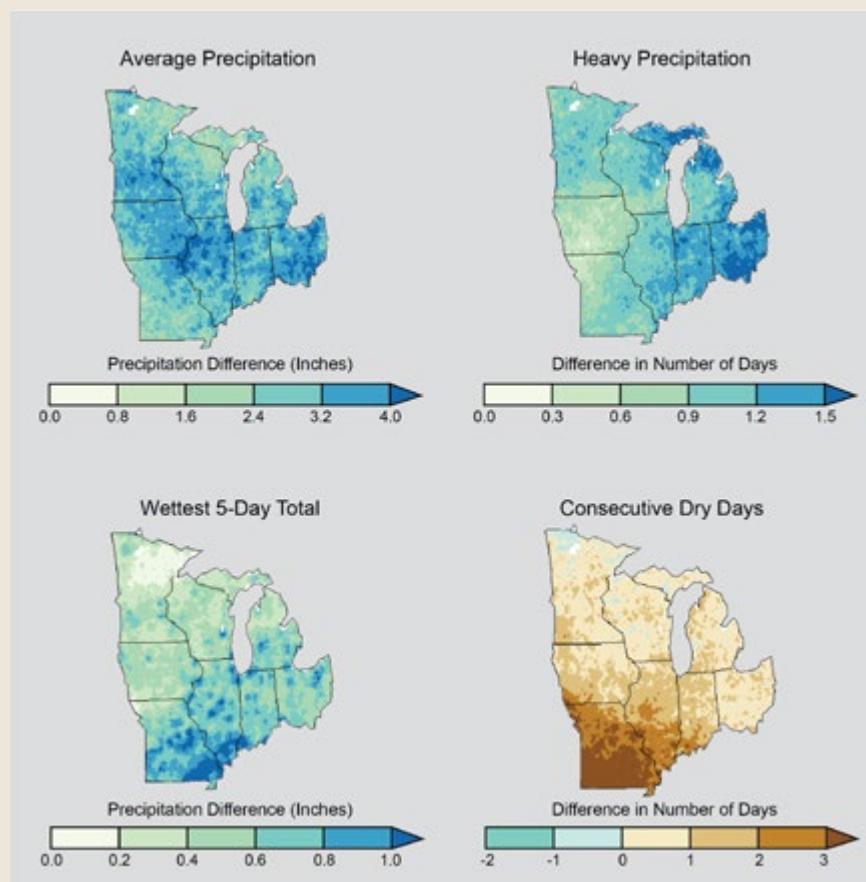 Average Precipitation
Heavy Precipitation
Precipitation Difference (Inches)
0.0 0.8 1.6 2.4 3.2 4.0
Difference in Number of Days
0.0 0.3 0.6 0.9 1.2 1.5
Wettest 5-Day Total
Consecutive Dry Days
Precipitation Difference (Inches)
0.0 0.2 0.4 0.6 0.8 1.0
Difference in Number of Days
-2 -1 0 1 2 3